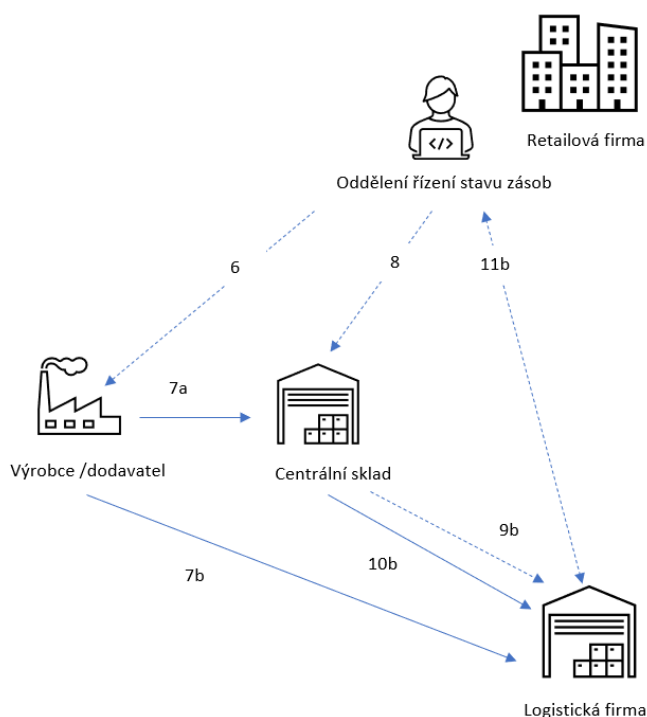 Retailová firma
Oddělení řízení stavu zásob
6
8
11b
7a
Výrobce /dodavatel
Centrální sklad
9b
10b
7b
Logistická firma